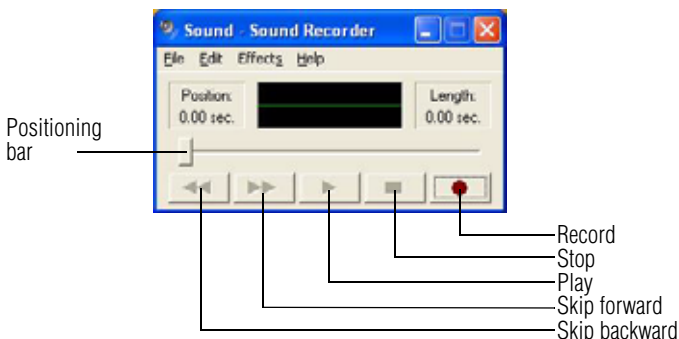 Sound - Sound Recorder
File Edit Effects Help
Position:
0.00 sec.
Length:
0.00 sec.
Positioning
bar
Record
Stop
Play
Skip forward
Skip backward